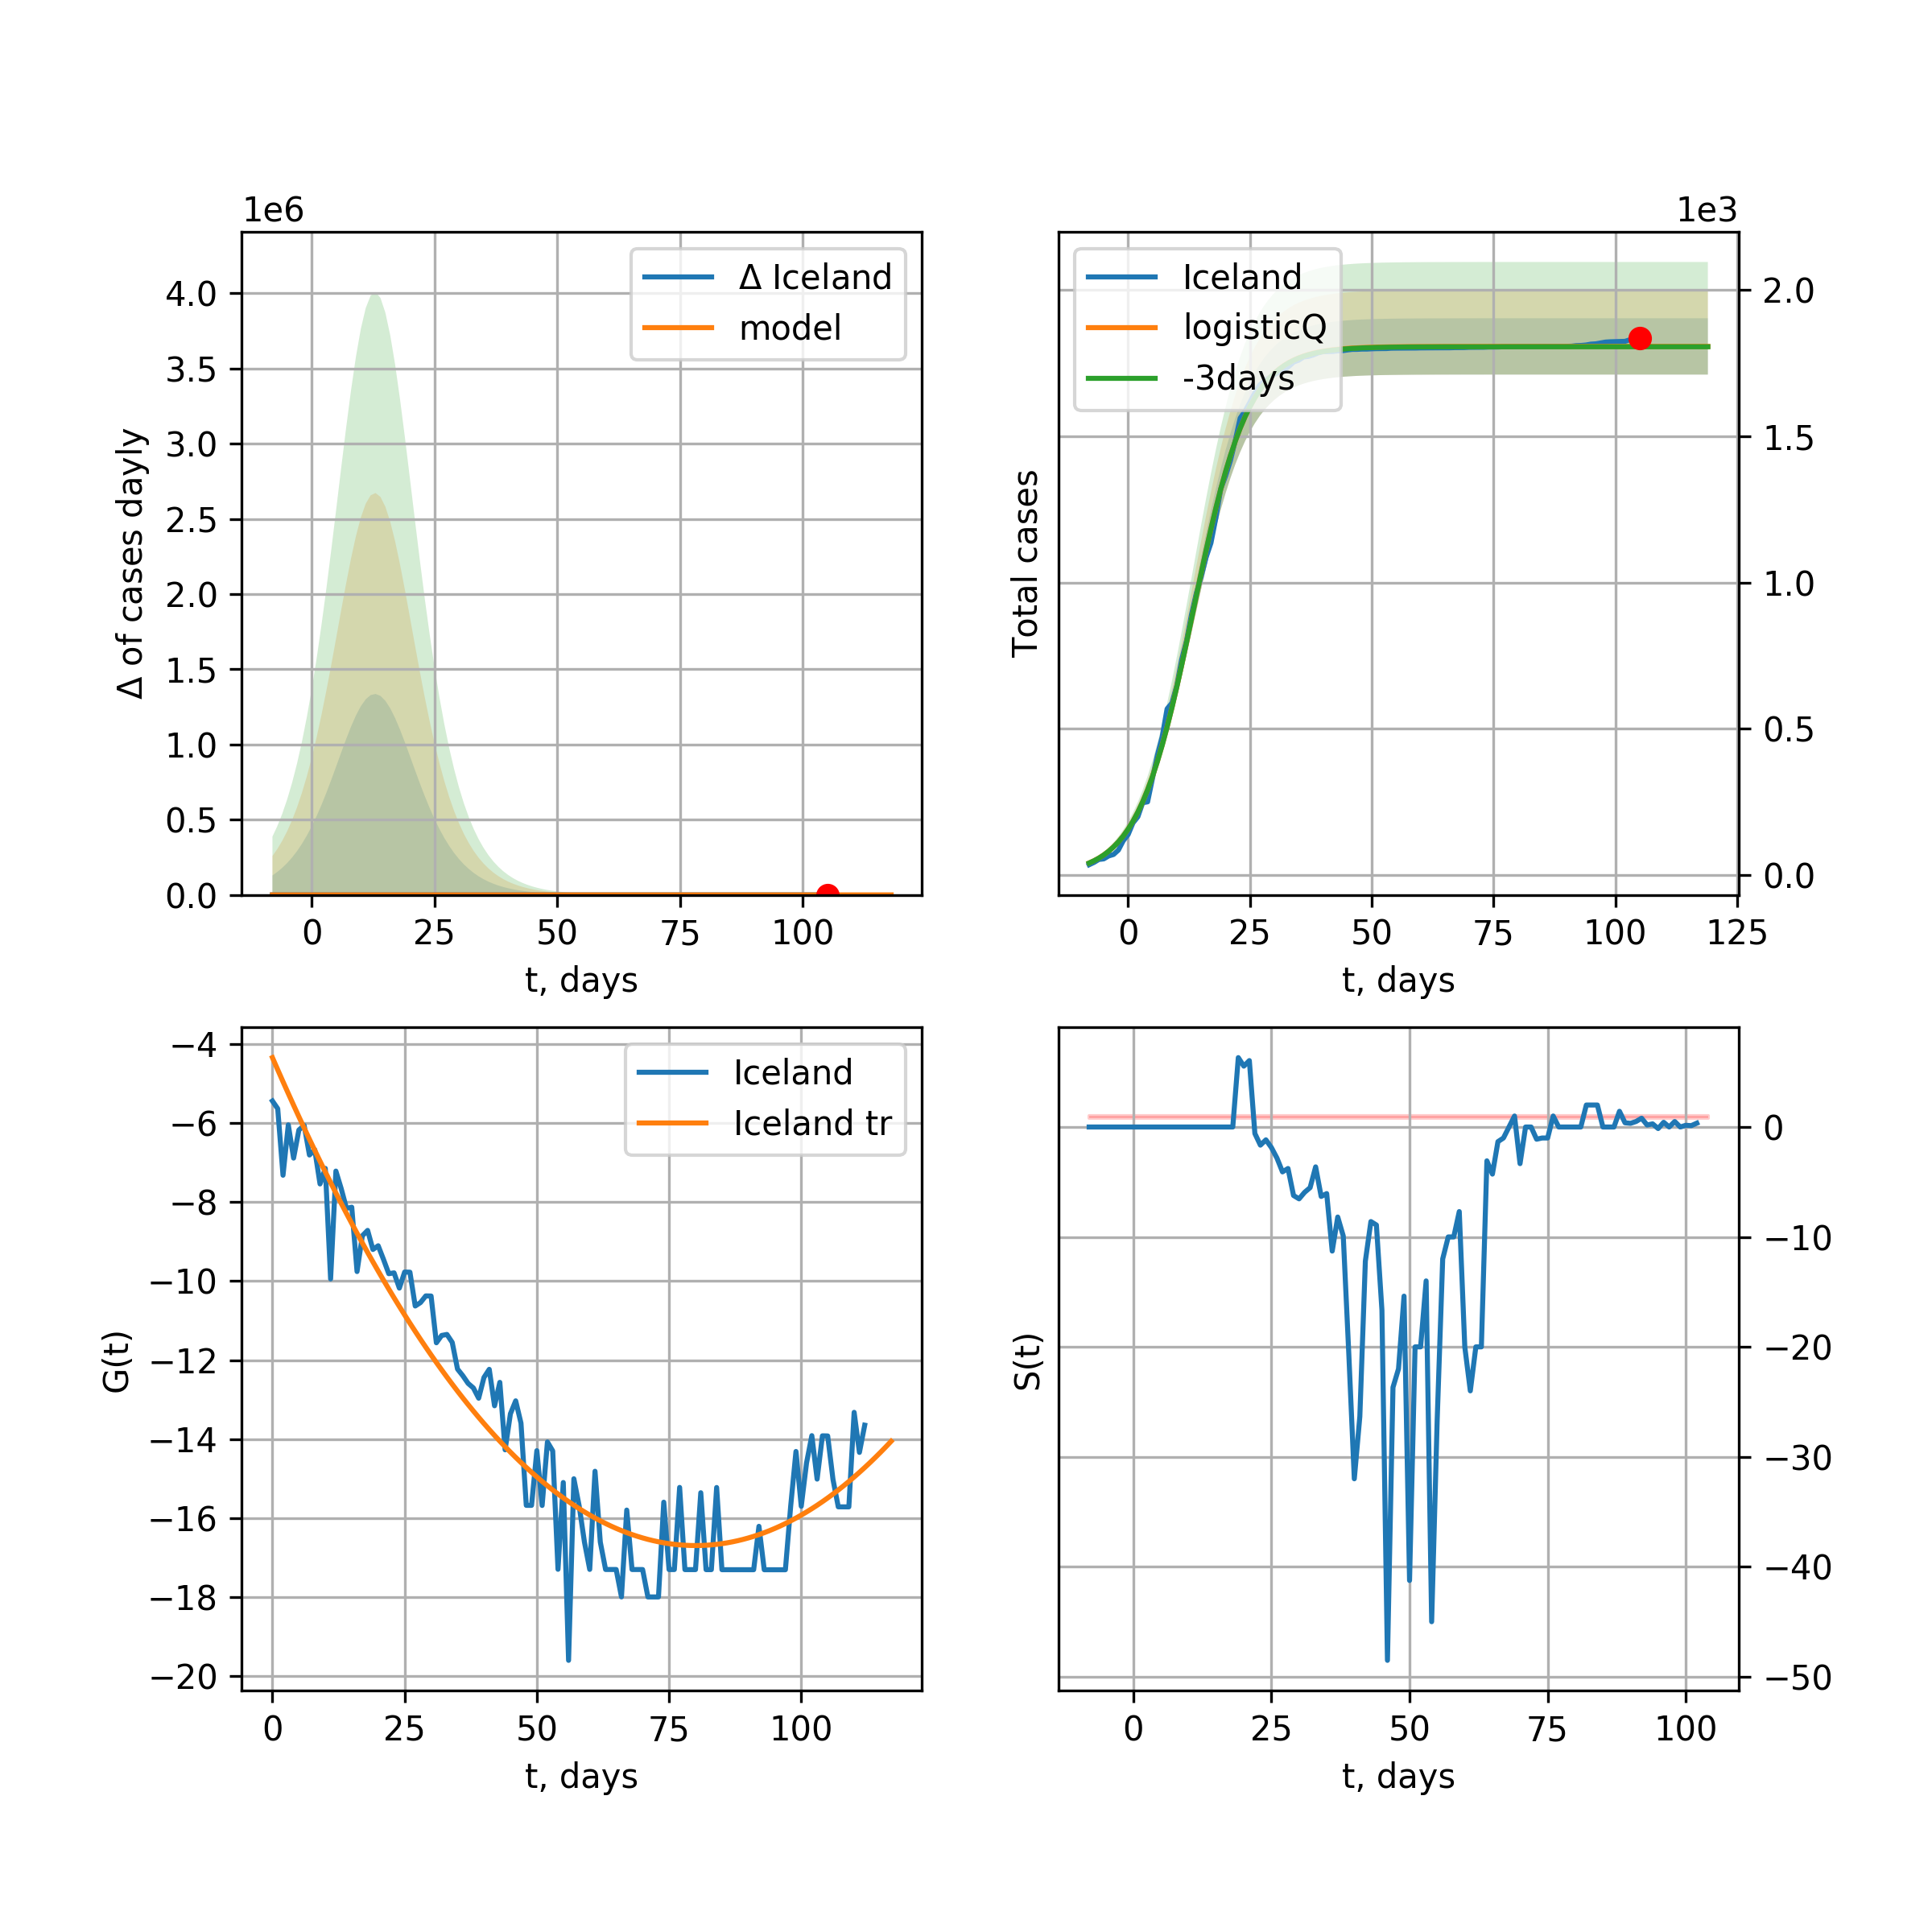 1e6
Δ of cases dayly
4.0
3.5
3.0
2.5
2.0
1.5
1.0
0.5
0.0
0 25 50 75 100
t, days
Δ Iceland
model
1e3
Total cases
2.0
1.5
1.0
0.5
0.0
0 25 50 75 100 125
t, days
Iceland
logisticQ
-3days
G(t)
−4
−6
−8
−10
−12
−14
−16
−18
−20
0 25 50 75 100
t, days
Iceland
Iceland tr
S(t)
0
−10
−20
−30
−40
−50
0 25 50 75 100
t, days